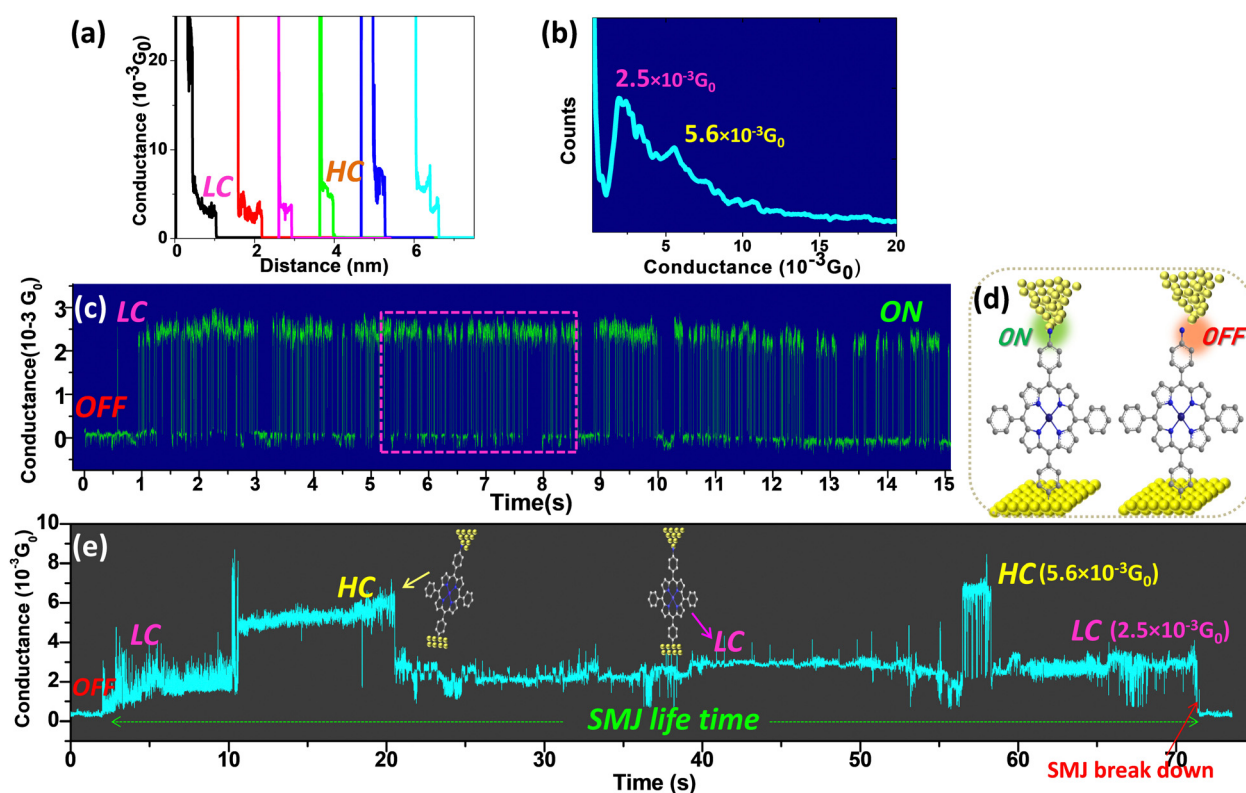 (a)
Conductance (10⁻³G₀)
20
10
0
LC
HC
0
2
4
6
Distance (nm)
(b)
Counts
2.5×10⁻³G₀
5.6×10⁻³G₀
5
10
15
20
Conductance (10⁻³G₀)
(c)
Conductance(10-3 G₀)
3
2
1
0
LC
ON
OFF
0 1 2 3 4 5 6 7 8 9 10 11 12 13 14 15
Time(s)
(d)
ON
OFF
(e)
Conductance (10⁻³G₀)
10
8
6
4
2
0
OFF
LC
HC
LC
HC (5.6×10⁻³G₀)
LC (2.5×10⁻³G₀)
SMJ life time
0 10 20 30 40 50 60 70
Time (s)
SMJ break down